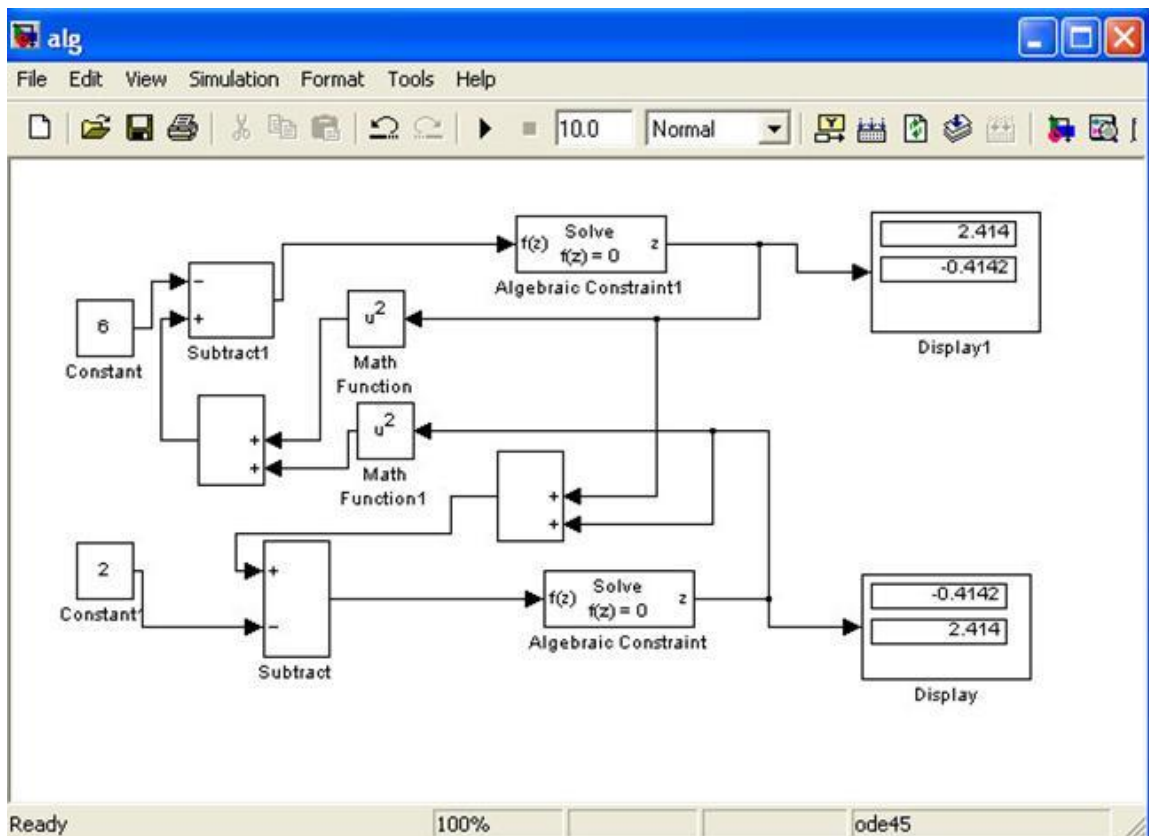 alg
File Edit View Simulation Format Tools Help
10.0 Normal
Solve
f(z) f(z) = 0 z
Algebraic Constraint1
2.414
-0.4142
Display1
6
Constant
-
+
Subtract1
u2
Math
Function
+
+
u2
Math
Function1
+
+
2
Constant1
+
-
Subtract
Solve
f(z) f(z) = 0 z
Algebraic Constraint
-0.4142
2.414
Display
Ready 100% ode45